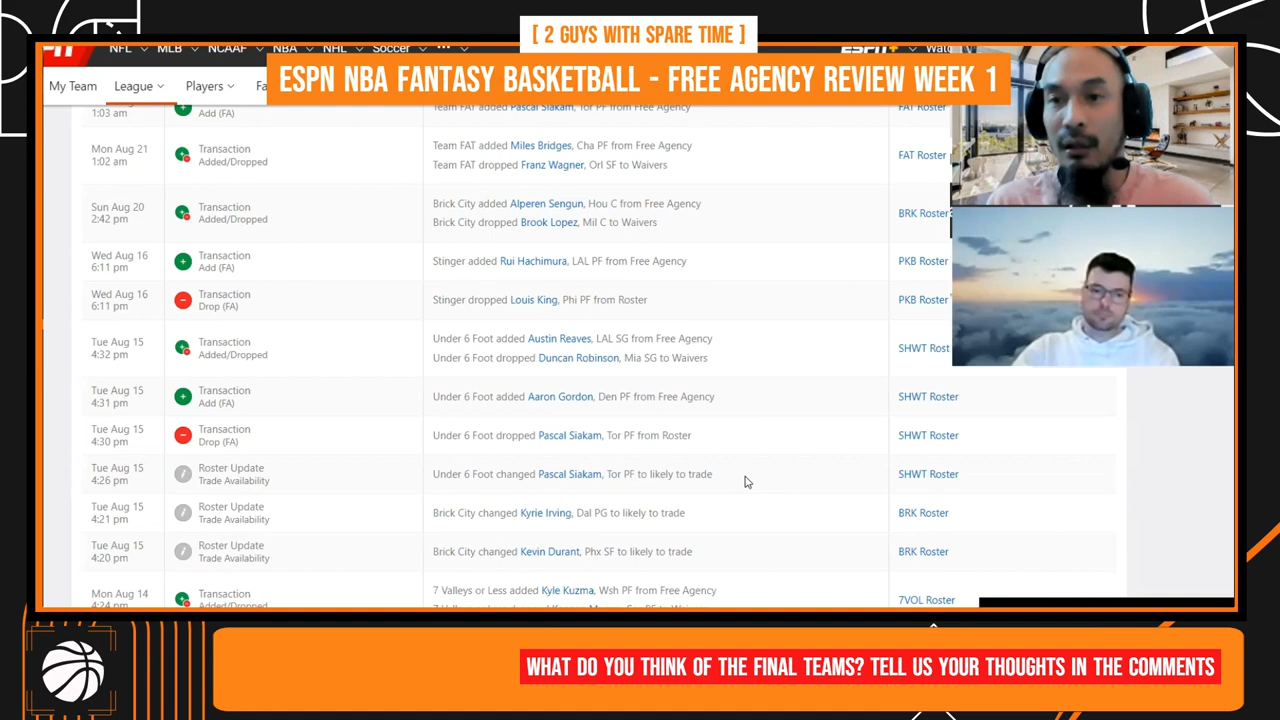 [ 2 GUYS WITH SPARE TIME ]
NFL MLB NCAAF NBA NHL Soccer
ESPN NBA FANTASY BASKETBALL - FREE AGENCY REVIEW WEEK 1
My Team League Players Fa
1:03 am Add (FA) Team FAT added Pascal Siakam, Tor PF from Free Agency FAT Roster
Mon Aug 21 Transaction Team FAT added Miles Bridges, Cha PF from Free Agency
1:02 am Added/Dropped Team FAT dropped Franz Wagner, Orl SF to Waivers FAT Roster
Sun Aug 20 Transaction Brick City added Alperen Sengun, Hou C from Free Agency
2:42 pm Added/Dropped Brick City dropped Brook Lopez, Mil C to Waivers BRK Roster
Wed Aug 16 Transaction
6:11 pm Add (FA) Stinger added Rui Hachimura, LAL PF from Free Agency PKB Roster
Wed Aug 16 Transaction
6:11 pm Drop (FA) Stinger dropped Louis King, Phi PF from Roster PKB Roster
Tue Aug 15 Transaction Under 6 Foot added Austin Reaves, LAL SG from Free Agency
4:32 pm Added/Dropped Under 6 Foot dropped Duncan Robinson, Mia SG to Waivers SHWT Rost
Tue Aug 15 Transaction
4:31 pm Add (FA) Under 6 Foot added Aaron Gordon, Den PF from Free Agency SHWT Roster
Tue Aug 15 Transaction
4:30 pm Drop (FA) Under 6 Foot dropped Pascal Siakam, Tor PF from Roster SHWT Roster
Tue Aug 15 Roster Update
4:26 pm Trade Availability Under 6 Foot changed Pascal Siakam, Tor PF to likely to trade SHWT Roster
Tue Aug 15 Roster Update
4:21 pm Trade Availability Brick City changed Kyrie Irving, Dal PG to likely to trade BRK Roster
Tue Aug 15 Roster Update
4:20 pm Trade Availability Brick City changed Kevin Durant, Phx SF to likely to trade BRK Roster
Mon Aug 14 Transaction 7 Valleys or Less added Kyle Kuzma, Wsh PF from Free Agency
4:24 pm Added/Dropped 7VOL Roster
WHAT DO YOU THINK OF THE FINAL TEAMS? TELL US YOUR THOUGHTS IN THE COMMENTS